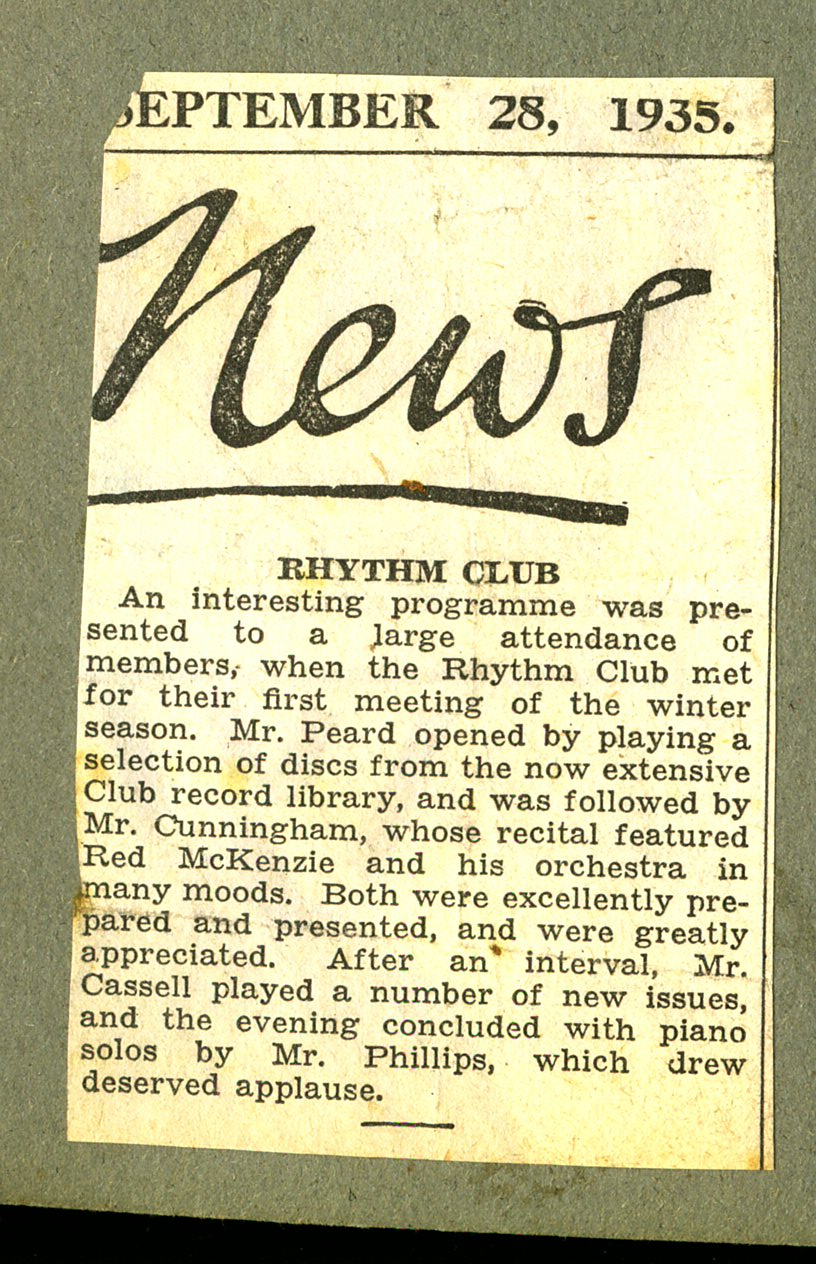 SEPTEMBER 28, 1935.
News
RHYTHM CLUB
An interesting programme was pre-
sented to a large attendance of
members, when the Rhythm Club met
for their first meeting of the winter
season. Mr. Peard opened by playing a
selection of discs from the now extensive
Club record library, and was followed by
Mr. Cunningham, whose recital featured
Red McKenzie and his orchestra in
many moods. Both were excellently pre-
pared and presented, and were greatly
appreciated. After an interval, Mr.
Cassell played a number of new issues,
and the evening concluded with piano
solos by Mr. Phillips, which drew
deserved applause.